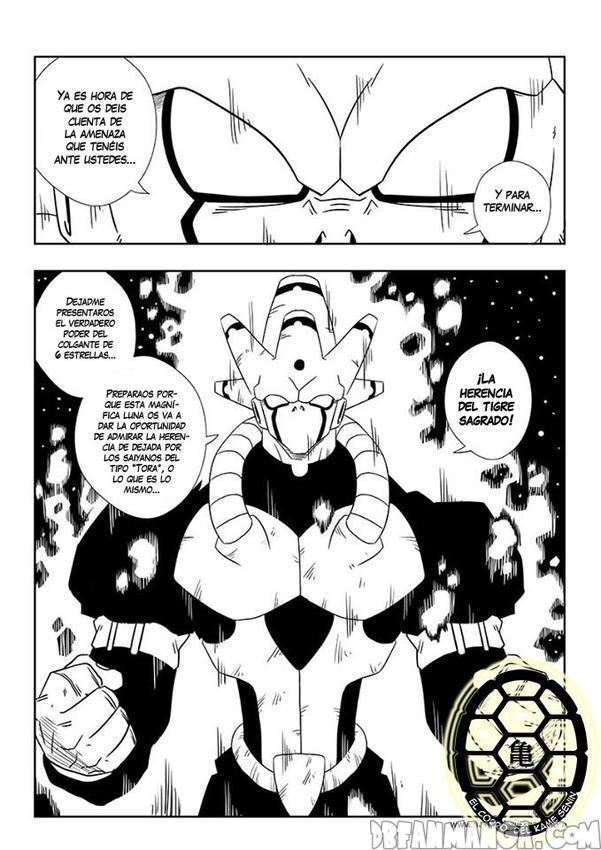 YA ES HORA
DE QUE OS DEIS
CUENTA DE
LA AMENAZA
QUE TENÉIS
ANTE USTEDES...
Y PARA
TERMINAR...
DEJADME
PRESENTAROS
EL VERDADERO
PODER DEL
COLGANTE DE
6 ESTRELLAS...
PREPARAOS POR-
QUE ESTA MAGNÍ-
FICA LUNA OS VA A
DAR LA OPORTUNIDAD
DE ADMIRAR LA HEREN-
CIA DE DEJADA POR
LOS SAIYANOS DEL
TIPO "TORA", O
LO QUE ES LO
MISMO...
¡LA
HERENCIA
DEL TIGRE
SAGRADO!
亀
DEL KAME SENIN
DBFANMANGA.COM